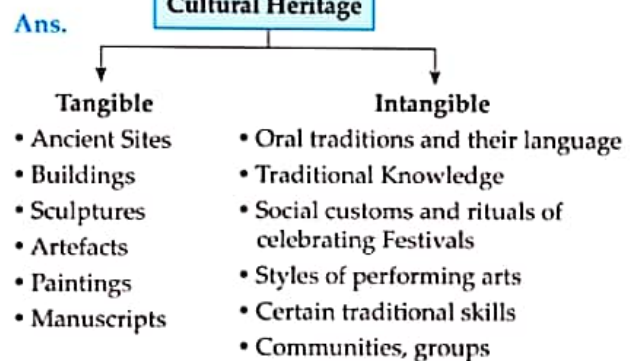 Cultural Heritage
Ans.
Tangible
• Ancient Sites
• Buildings
• Sculptures
• Artefacts
• Paintings
• Manuscripts
Intangible
• Oral traditions and their language
• Traditional Knowledge
• Social customs and rituals of
celebrating Festivals
• Styles of performing arts
• Certain traditional skills
• Communities, groups